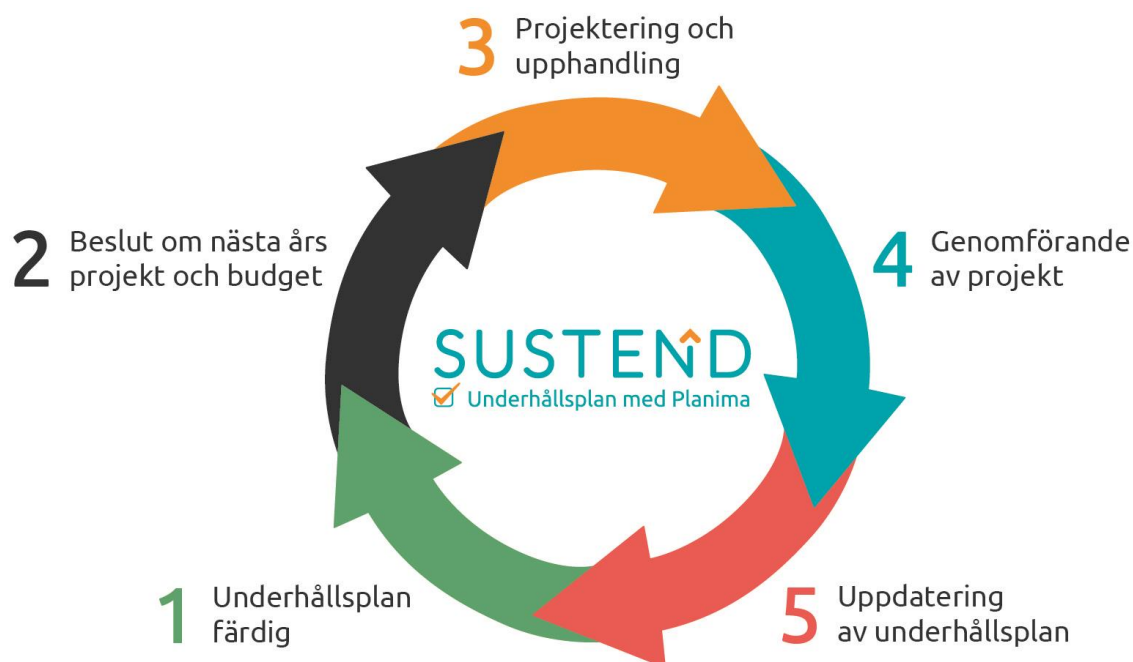 3 Projektering och
upphandling
2 Beslut om nästa års
projekt och budget
4 Genomförande
av projekt
SUSTEND
Underhållsplan med Planima
1 Underhållsplan
färdig
5 Uppdatering
av underhållsplan